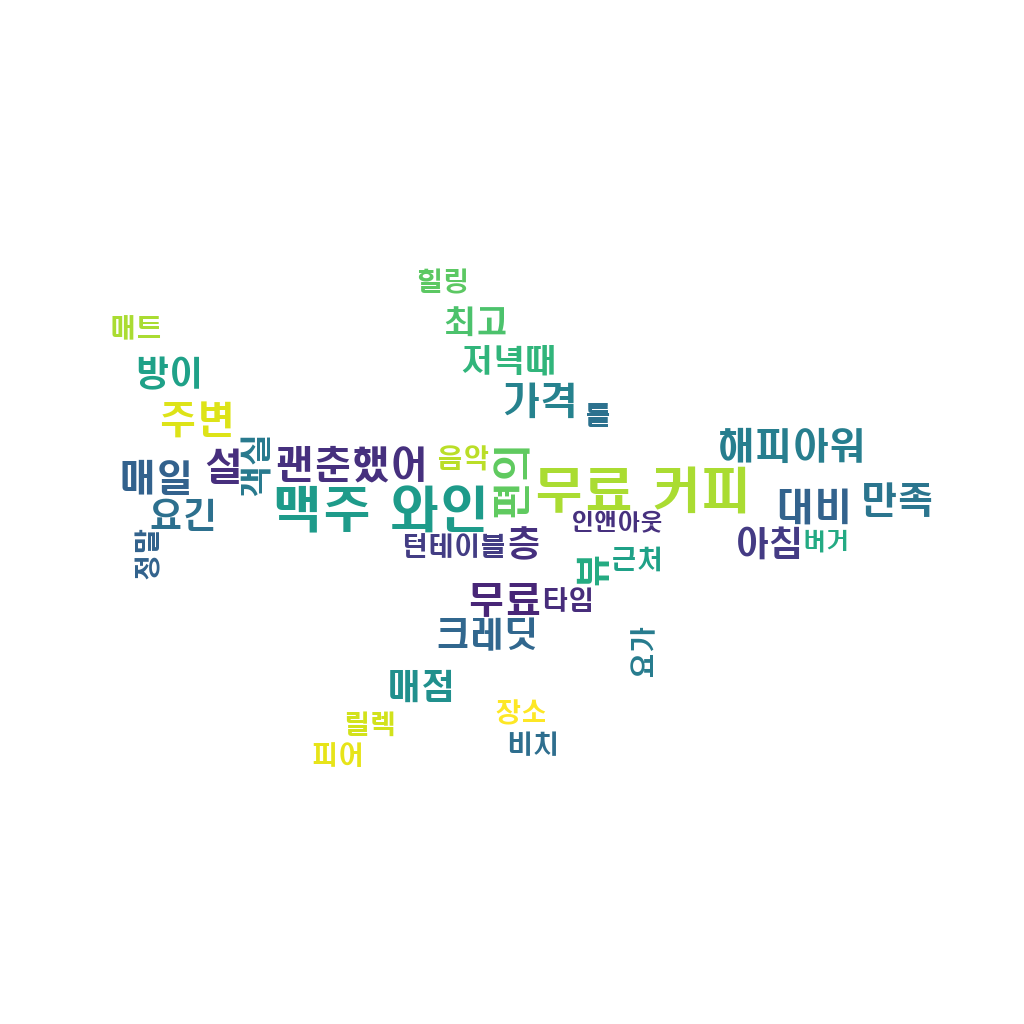 힐링
최고
매트
저녁때
방이
가격
틀
주변
해피아워
괜춘했어
음악
설
객실
매일
편이
무료 커피
맥주 와인
대비
만족
요긴
인앤아웃
아침
버거
턴테이블
층
정말
뷰
근처
무료
타임
크레딧
요가
매점
릴렉
장소
비치
피어